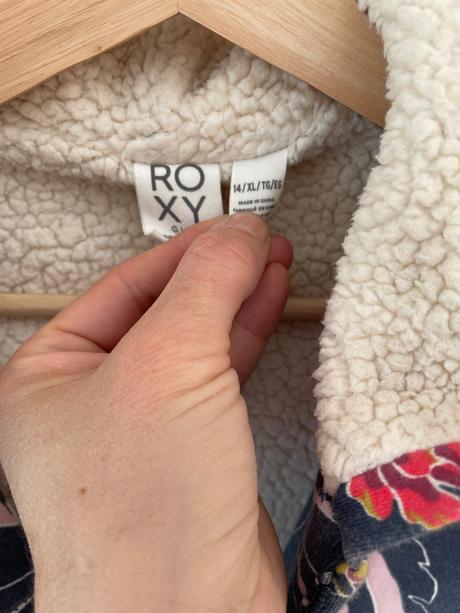 RO
XY
14/XL/TG/EG
MADE IN CHINA